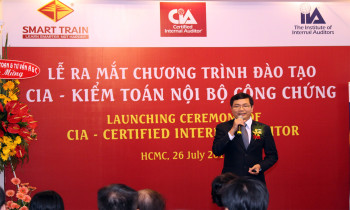 SMART TRAIN
CIA
Certified
Internal Auditor
IIA
The Institute of
Internal Auditors
LỄ RA MẮT CHƯƠNG TRÌNH ĐÀO TẠO
CIA - KIỂM TOÁN NỘI BỘ CÔNG CHỨNG
LAUNCHING CEREMONY OF
CIA - CERTIFIED INTER
HCMC, 26 July
Mừng